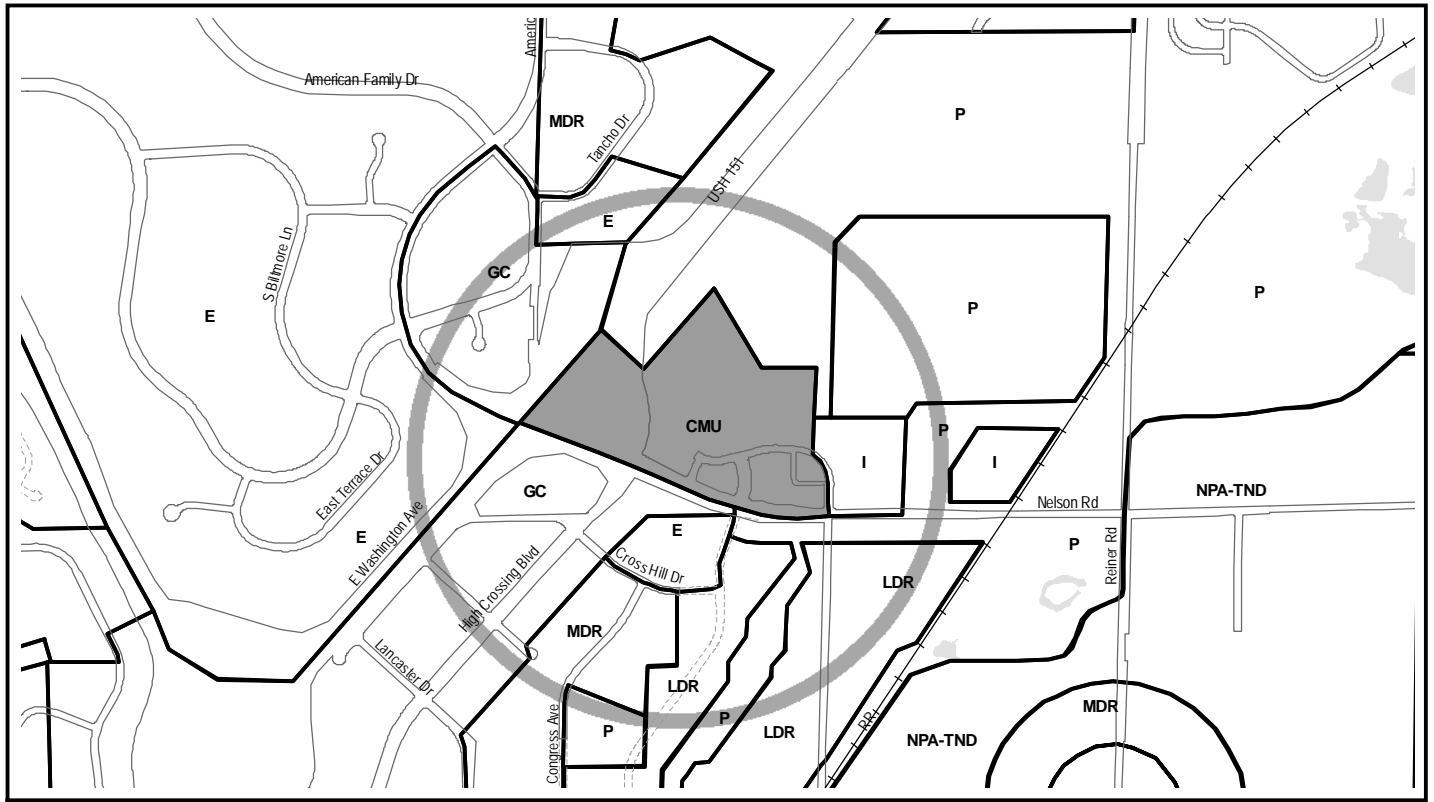 Americ
American Family Dr
P
MDR
Tancho Dr
USH 151
E
S Biltmore Ln
GC
P
P
E
CMU
P
I
I
East Terrace Dr
GC
NPA-TND
Nelson Rd
E
E
E Washington Ave
P
Reiner Rd
Cross Hill Dr
High Crossing Blvd
LDR
MDR
Lancaster Dr
LDR
MDR
P
RR
P
LDR
NPA-TND
Congress Ave